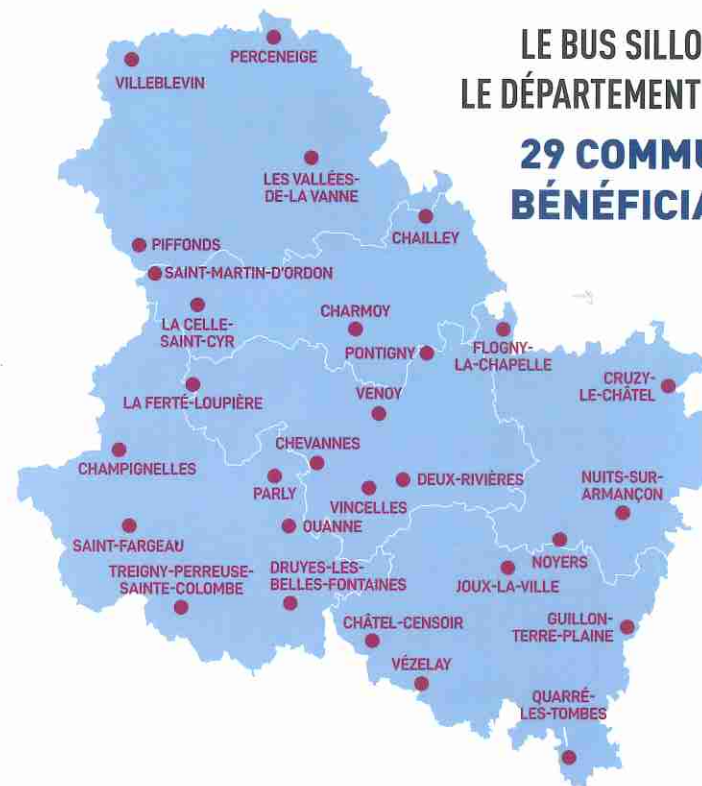 LE BUS SILLO
LE DÉPARTEMENT
29 COMMU
BÉNÉFICIA
PERCENEIGE
VILLEBLEVIN
LES VALLÉES-
DE-LA VANNE
CHAILLEY
PIFFONDS
SAINT-MARTIN-D'ORDON
LA CELLE-
SAINT-CYR
CHARMOY
PONTIGNY
FLOGNY-
LA-CHAPELLE
CRUZY-
LE-CHÂTEL
LA FERTÉ-LOUPIÈRE
VENOY
CHEVANNES
CHAMPIGNELLES
PARLY
DEUX-RIVIÈRES
VINCELLES
NUITS-SUR-
ARMANÇON
OUANNE
SAINT-FARGEAU
NOYERS
TREIGNY-PERREUSE-
SAINTE-COLOMBE
DRUYES-LES-
BELLES-FONTAINES
JOUX-LA-VILLE
CHÂTEL-CENSOIR
GUILLON-
TERRE-PLAINE
VÉZELAY
QUARRÉ-
LES-TOMBES